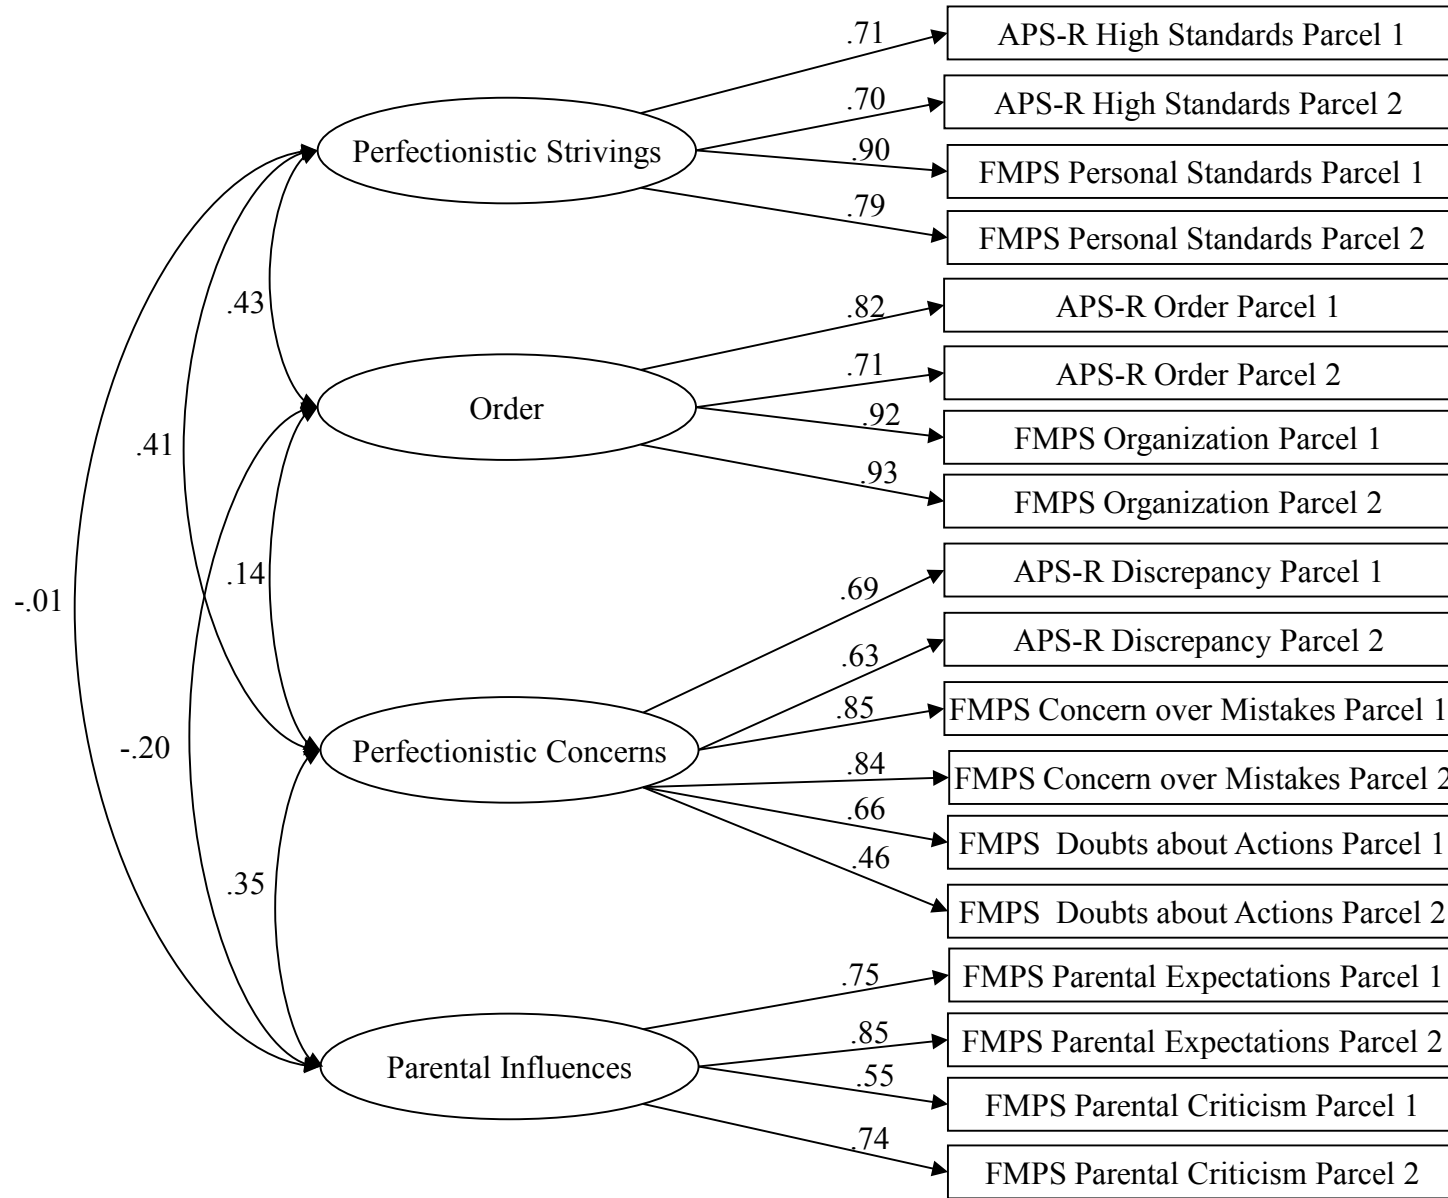 .71
APS-R High Standards Parcel 1
.70
APS-R High Standards Parcel 2
Perfectionistic Strivings
.90
FMPS Personal Standards Parcel 1
.79
FMPS Personal Standards Parcel 2
.43
.82
APS-R Order Parcel 1
.71
APS-R Order Parcel 2
Order
.92
FMPS Organization Parcel 1
.41
.93
FMPS Organization Parcel 2
.14
.69
APS-R Discrepancy Parcel 1
-.01
.63
APS-R Discrepancy Parcel 2
.85
FMPS Concern over Mistakes Parcel 1
-.20
Perfectionistic Concerns
.84
FMPS Concern over Mistakes Parcel 2
.66
FMPS  Doubts about Actions Parcel 1
.46
.35
FMPS  Doubts about Actions Parcel 2
.75
FMPS Parental Expectations Parcel 1
.85
FMPS Parental Expectations Parcel 2
Parental Influences
.55
FMPS Parental Criticism Parcel 1
.74
FMPS Parental Criticism Parcel 2